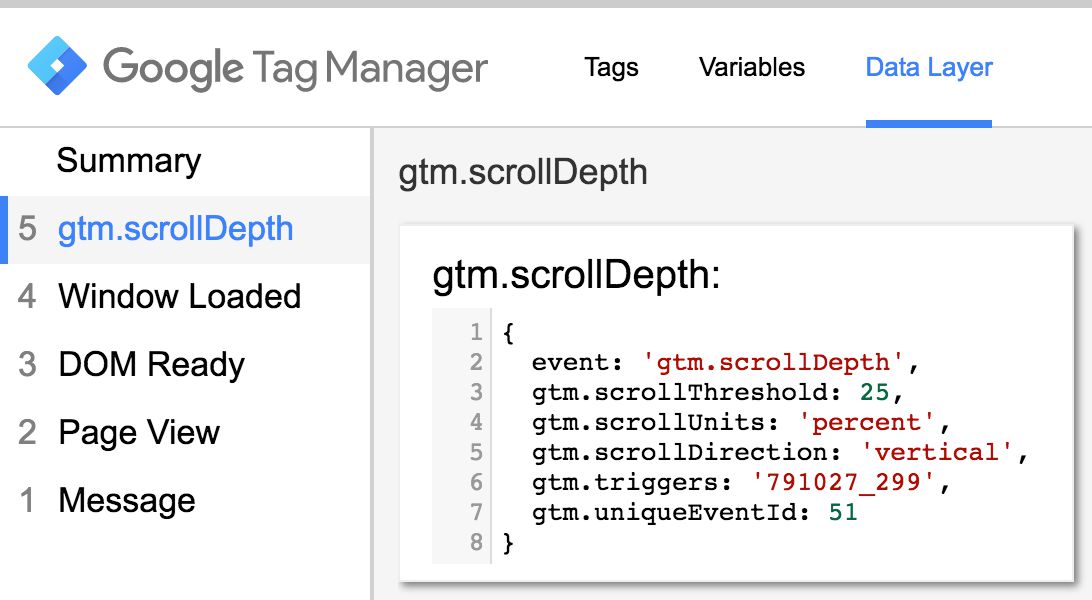 Google Tag Manager
Tags
Variables
Data Layer
Summary
5 gtm.scrollDepth
4 Window Loaded
3 DOM Ready
2 Page View
1 Message
gtm.scrollDepth
gtm.scrollDepth:
1 {
2 event: 'gtm.scrollDepth',
3 gtm.scrollThreshold: 25,
4 gtm.scrollUnits: 'percent',
5 gtm.scrollDirection: 'vertical',
6 gtm.triggers: '791027_299',
7 gtm.uniqueEventId: 51
8 }